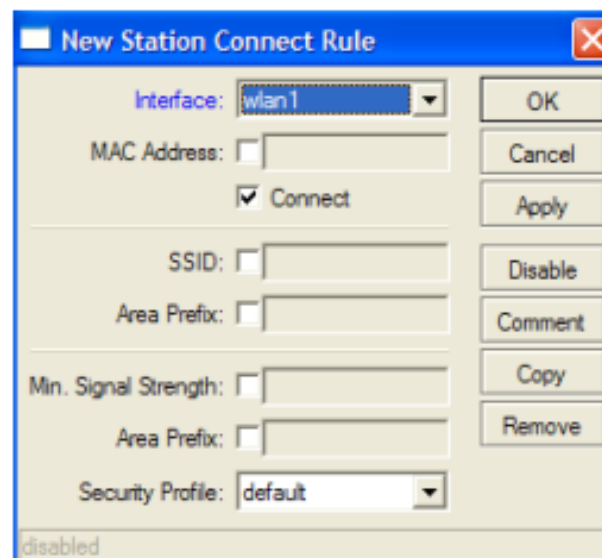 New Station Connect Rule
Interface: wlan1
OK
MAC Address:
Cancel
Connect
Apply
SSID:
Disable
Area Prefix:
Comment
Min. Signal Strength:
Copy
Area Prefix:
Remove
Security Profile: default
disabled